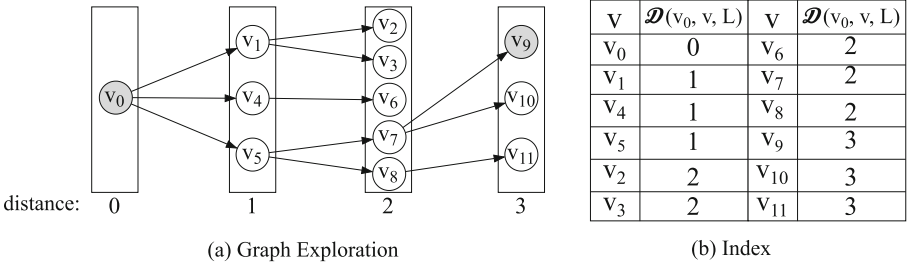 v₀
v₁
v₄
v₅
v₂
v₃
v₆
v₇
v₈
v₉
v₁₀
v₁₁
distance: 0 1 2 3
(a) Graph Exploration
v 𝓓(v₀, v, L) v 𝓓(v₀, v, L)
v₀ 0 v₆ 2
v₁ 1 v₇ 2
v₄ 1 v₈ 2
v₅ 1 v₉ 3
v₂ 2 v₁₀ 3
v₃ 2 v₁₁ 3
(b) Index